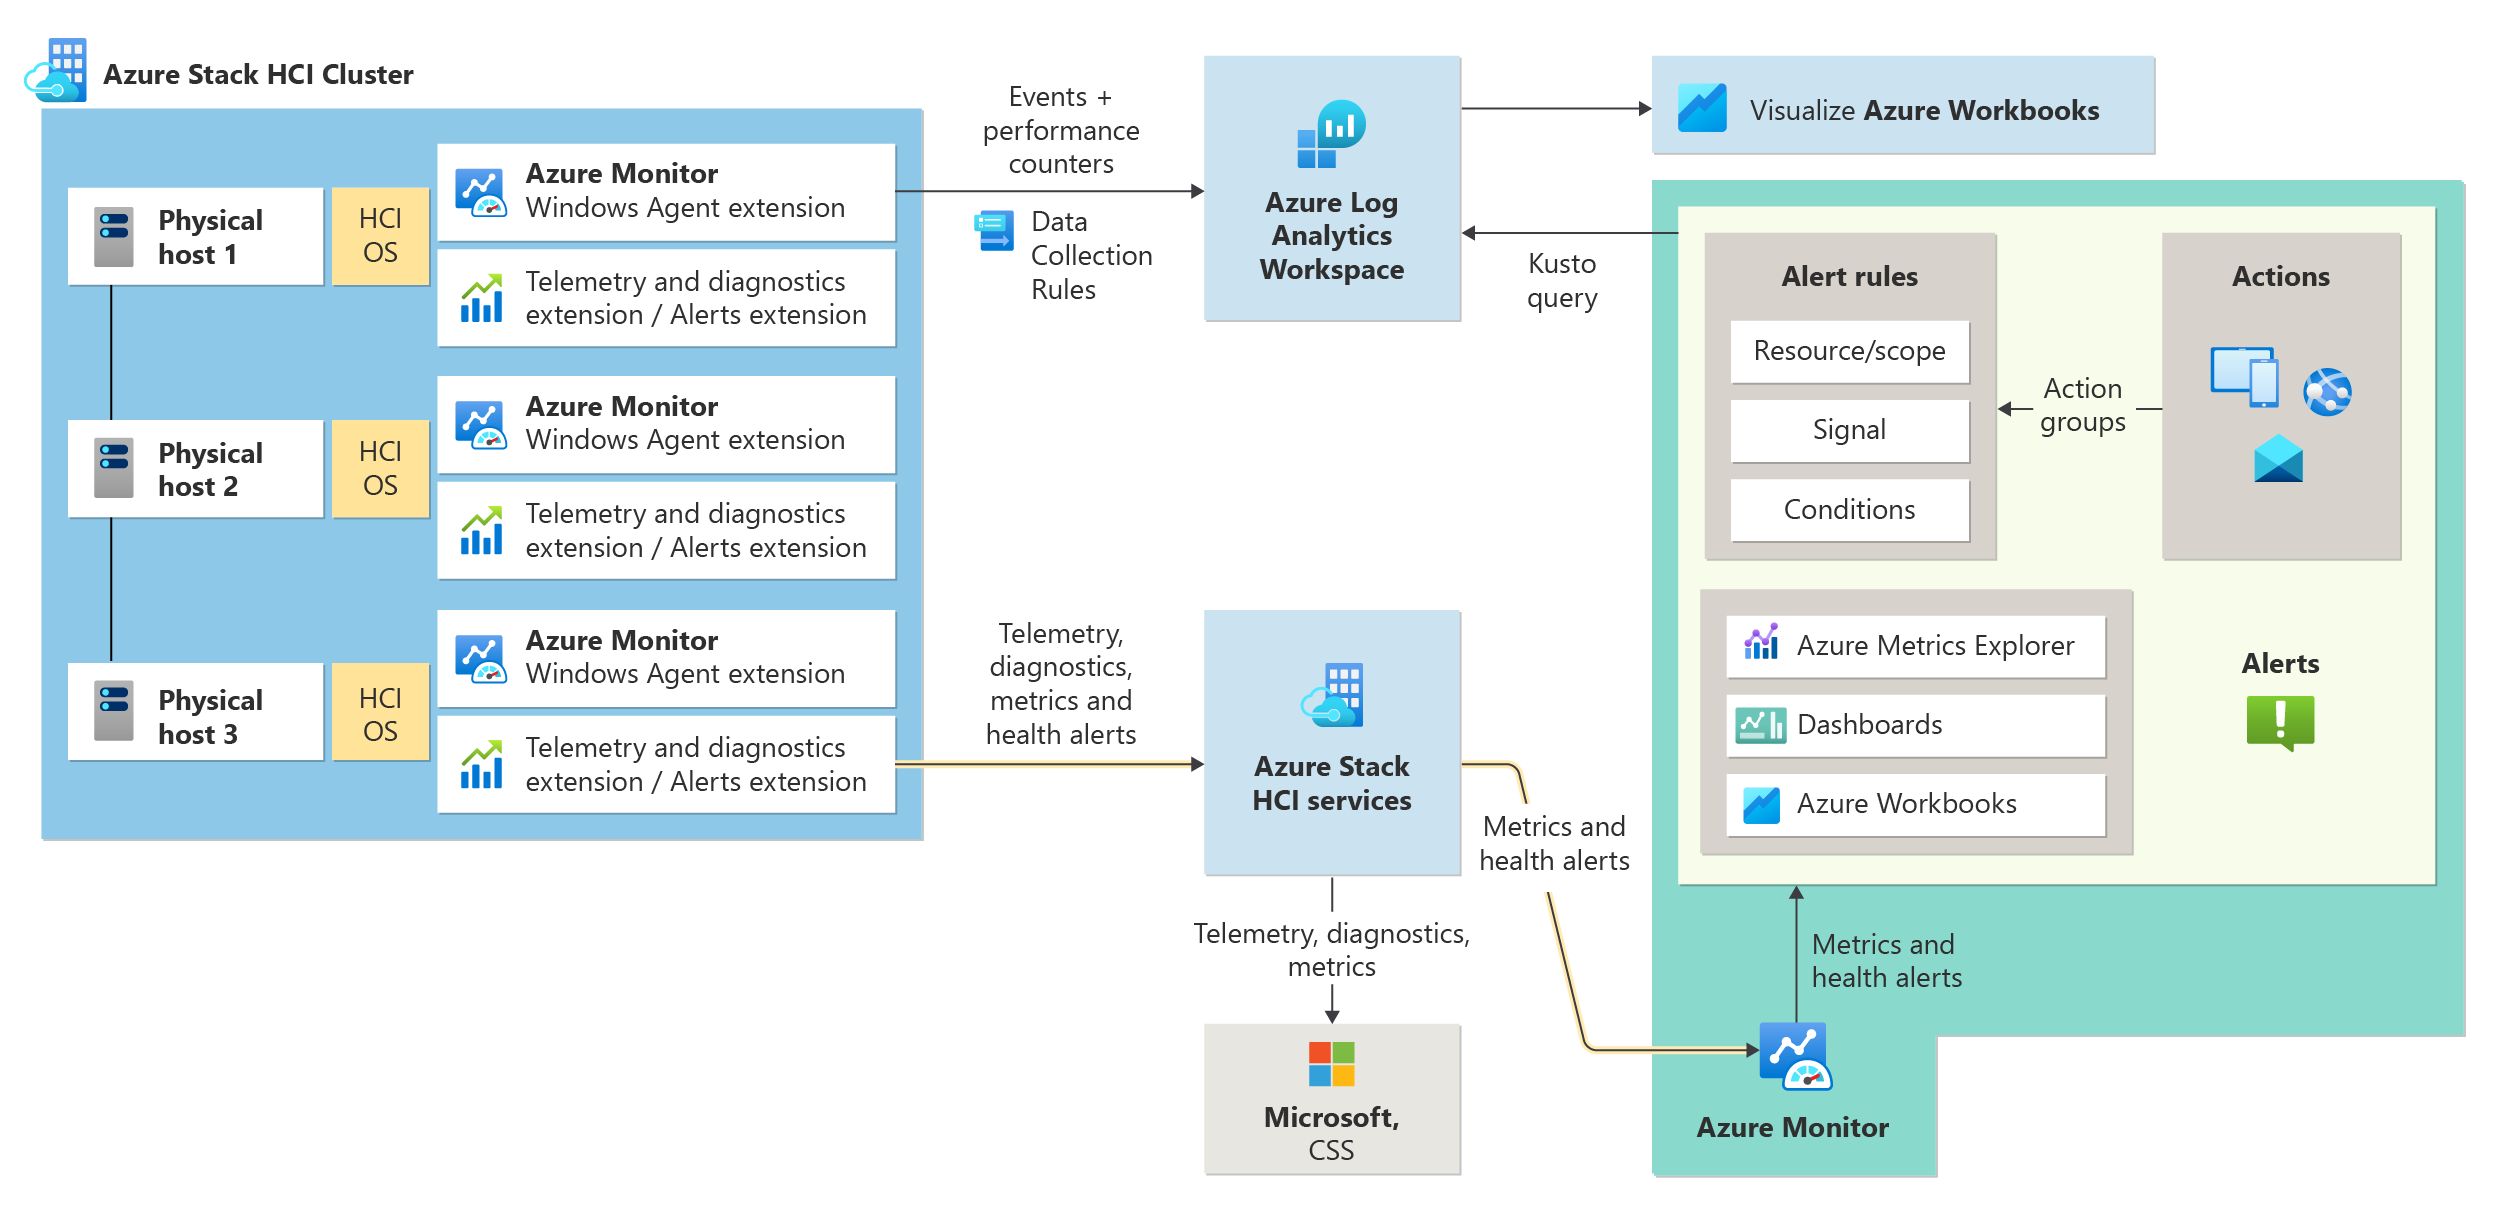 Azure Stack HCI Cluster
Physical
host 1
HCI
OS
Azure Monitor
Windows Agent extension
Telemetry and diagnostics
extension / Alerts extension
Physical
host 2
HCI
OS
Azure Monitor
Windows Agent extension
Telemetry and diagnostics
extension / Alerts extension
Physical
host 3
HCI
OS
Azure Monitor
Windows Agent extension
Telemetry and diagnostics
extension / Alerts extension
Events +
performance
counters
Data
Collection
Rules
Azure Log
Analytics
Workspace
Visualize Azure Workbooks
Kusto
query
Alert rules
Resource/scope
Signal
Conditions
Action
groups
Actions
Azure Metrics Explorer
Dashboards
Azure Workbooks
Alerts
Telemetry,
diagnostics,
metrics and
health alerts
Azure Stack
HCI services
Metrics and
health alerts
Telemetry, diagnostics,
metrics
Microsoft,
CSS
Metrics and
health alerts
Azure Monitor